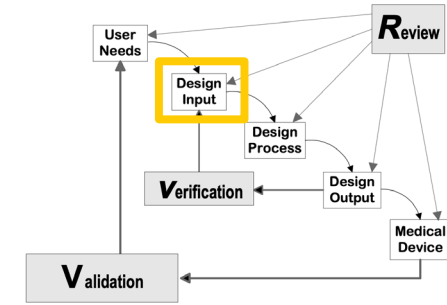 Review
User
Needs
Design
Input
Design
Process
Verification
Design
Output
Medical
Device
Validation